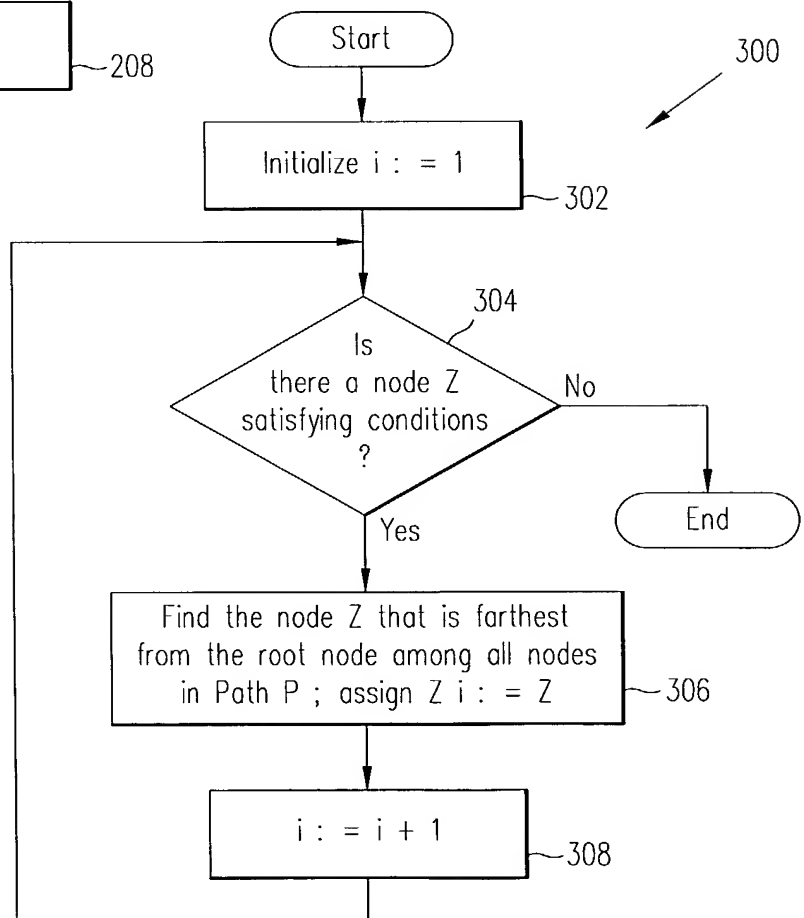 208
Start
300
Initialize i : = 1
302
304
Is
there a node Z
satisfying conditions
?
No
End
Yes
Find the node Z that is farthest
from the root node among all nodes
in Path P ; assign Z i : = Z
306
i : = i + 1
308